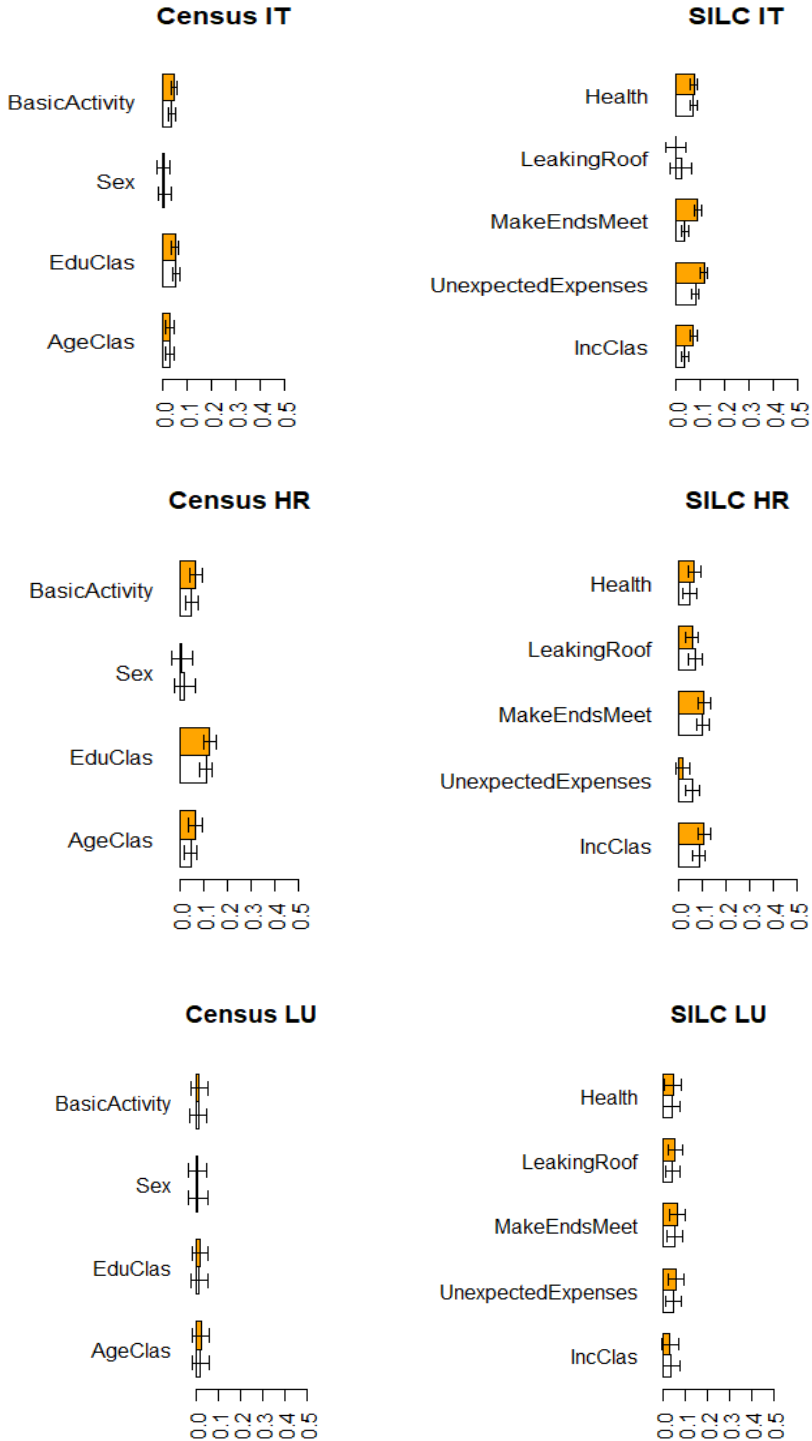 Census IT
BasicActivity
Sex
EduClas
AgeClas
0.0 0.1 0.2 0.3 0.4 0.5
SILC IT
Health
LeakingRoof
MakeEndsMeet
UnexpectedExpenses
IncClas
0.0 0.1 0.2 0.3 0.4 0.5
Census HR
BasicActivity
Sex
EduClas
AgeClas
0.0 0.1 0.2 0.3 0.4 0.5
SILC HR
Health
LeakingRoof
MakeEndsMeet
UnexpectedExpenses
IncClas
0.0 0.1 0.2 0.3 0.4 0.5
Census LU
BasicActivity
Sex
EduClas
AgeClas
0.0 0.1 0.2 0.3 0.4 0.5
SILC LU
Health
LeakingRoof
MakeEndsMeet
UnexpectedExpenses
IncClas
0.0 0.1 0.2 0.3 0.4 0.5